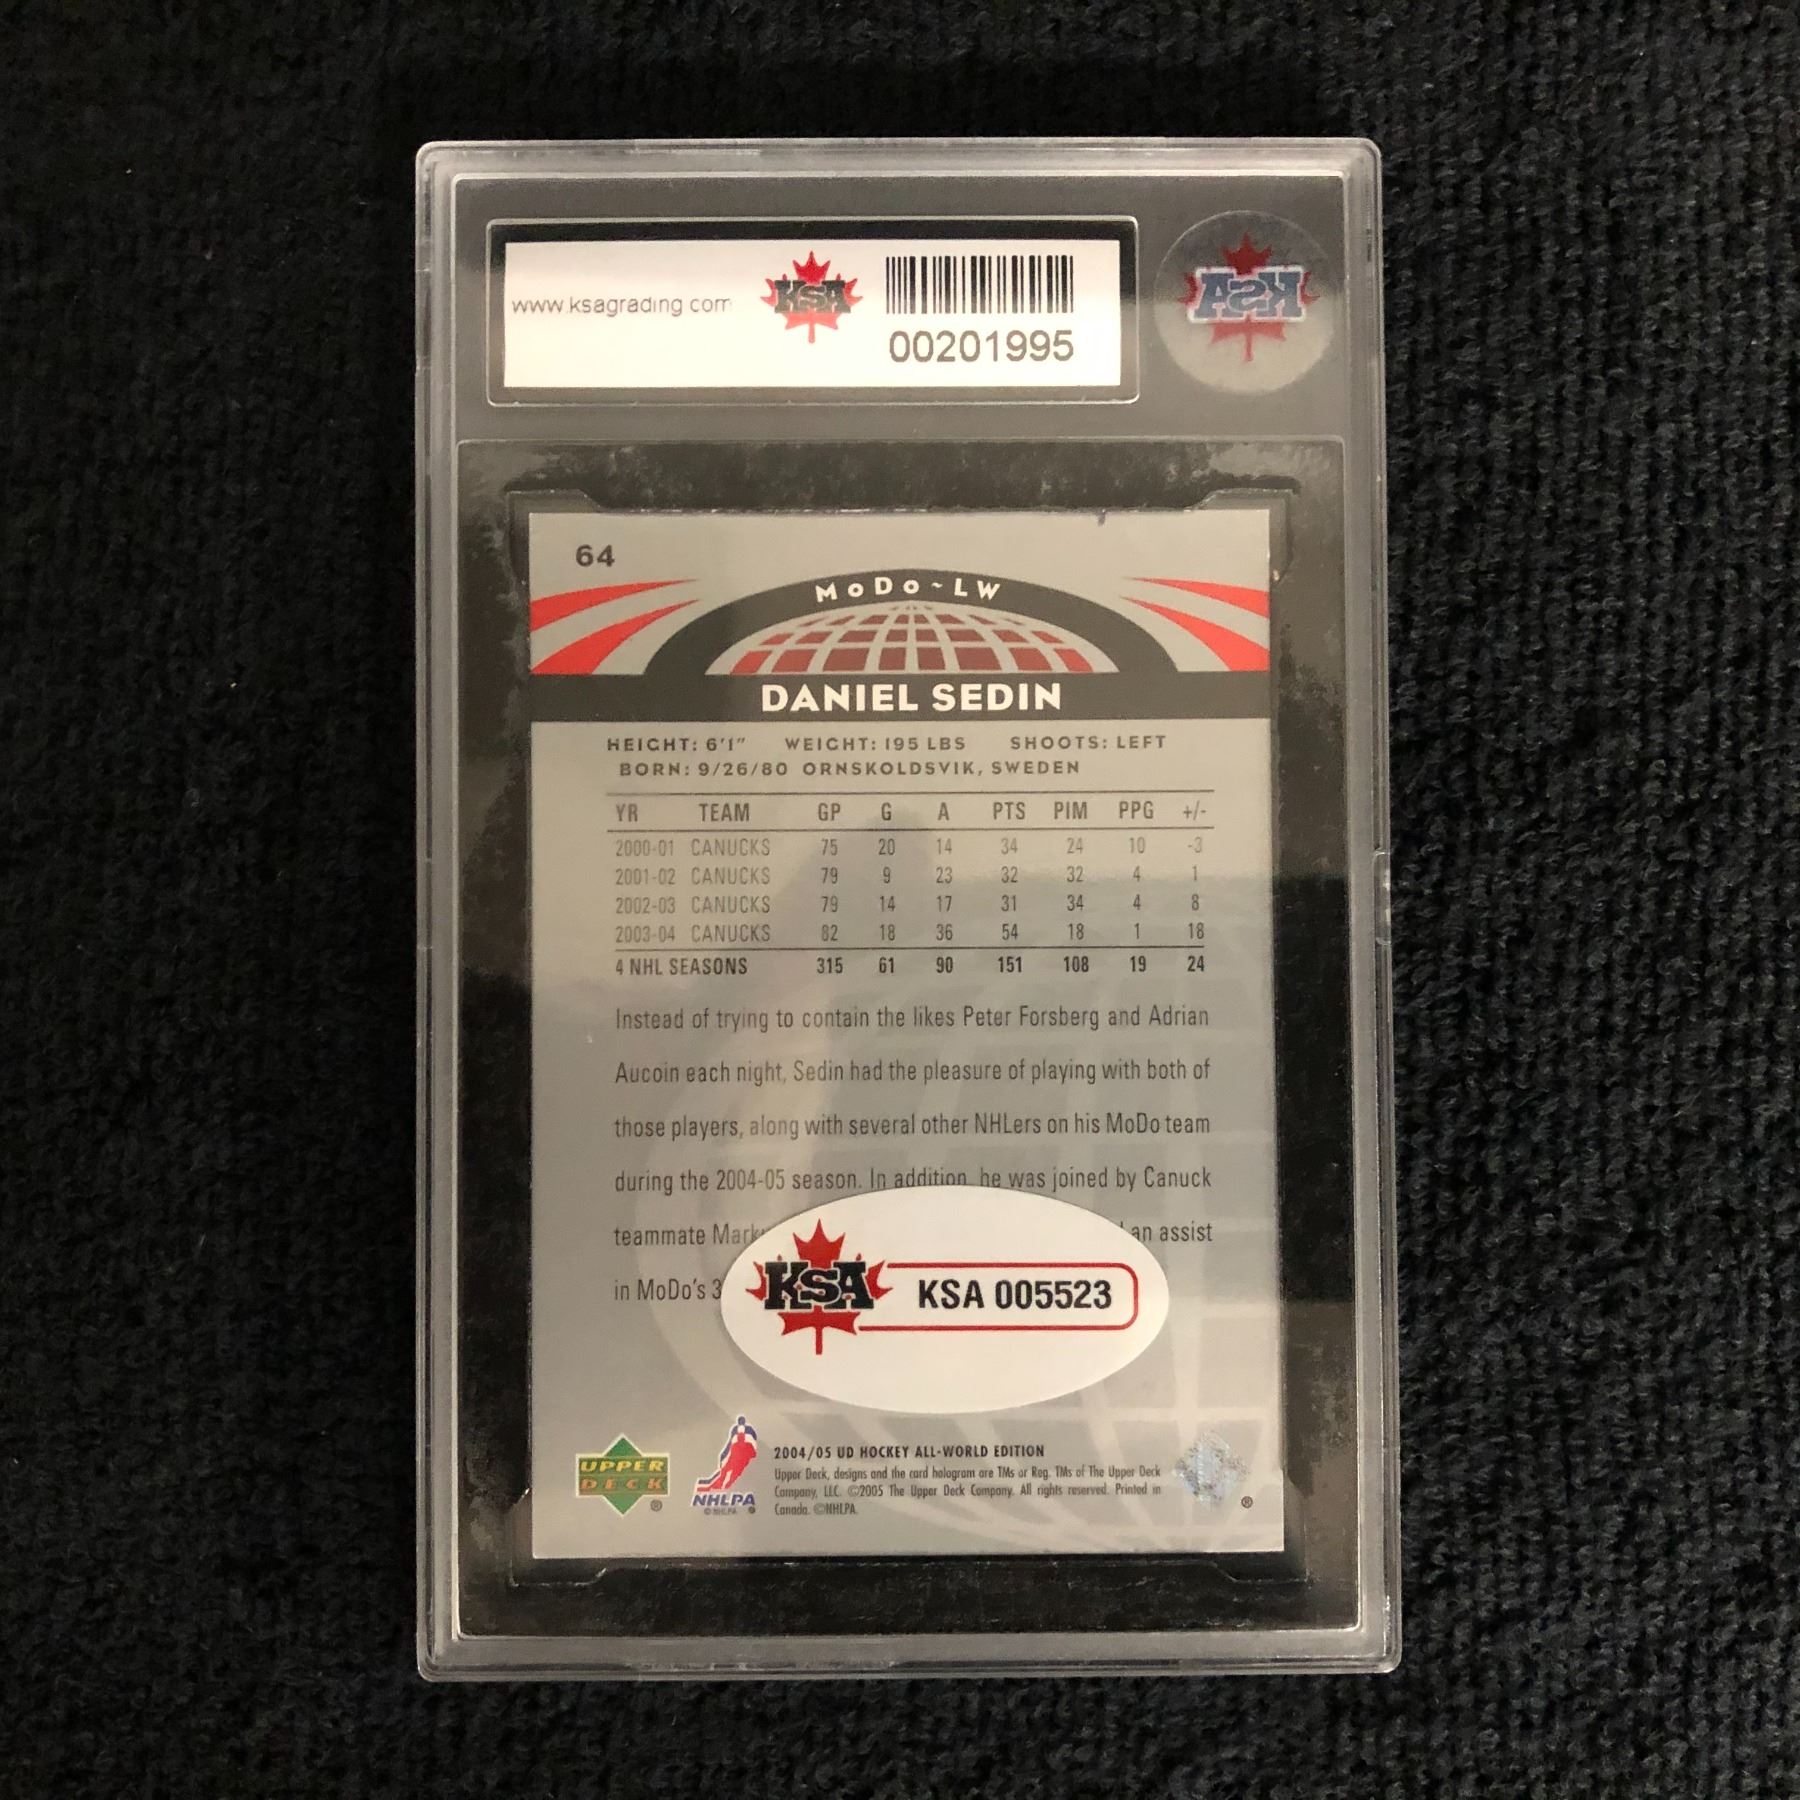 www.ksagrading.com KSA
00201995
KSA
64
MoDo~LW
DANIEL SEDIN
HEIGHT: 6'1" WEIGHT: 195 LBS SHOOTS: LEFT
BORN: 9/26/80 ORNSKOLDSVIK, SWEDEN
YR TEAM GP G A PTS PIM PPG +/-
2000-01 CANUCKS 75 20 14 34 24 10 -3
2001-02 CANUCKS 79 9 23 32 32 4 1
2002-03 CANUCKS 79 14 17 31 34 4 8
2003-04 CANUCKS 82 18 36 54 18 1 18
4 NHL SEASONS 315 61 90 151 108 19 24
Instead of trying to contain the likes Peter Forsberg and Adrian
Aucoin each night, Sedin had the pleasure of playing with both of
those players, along with several other NHLers on his MoDo team
during the 2004-05 season. In addition, he was joined by Canuck
teammate an assist
in MoDo's 3
KSA KSA 005523
UPPER
DECK
®
NHLPA
©NHLPA
2004/05 UD HOCKEY ALL-WORLD EDITION
Upper Deck, designs and the card hologram are TMs or Reg. TMs of The Upper Deck
Company, LLC. ©2005 The Upper Deck Company. All rights reserved. Printed in
Canada. ©NHLPA.
®